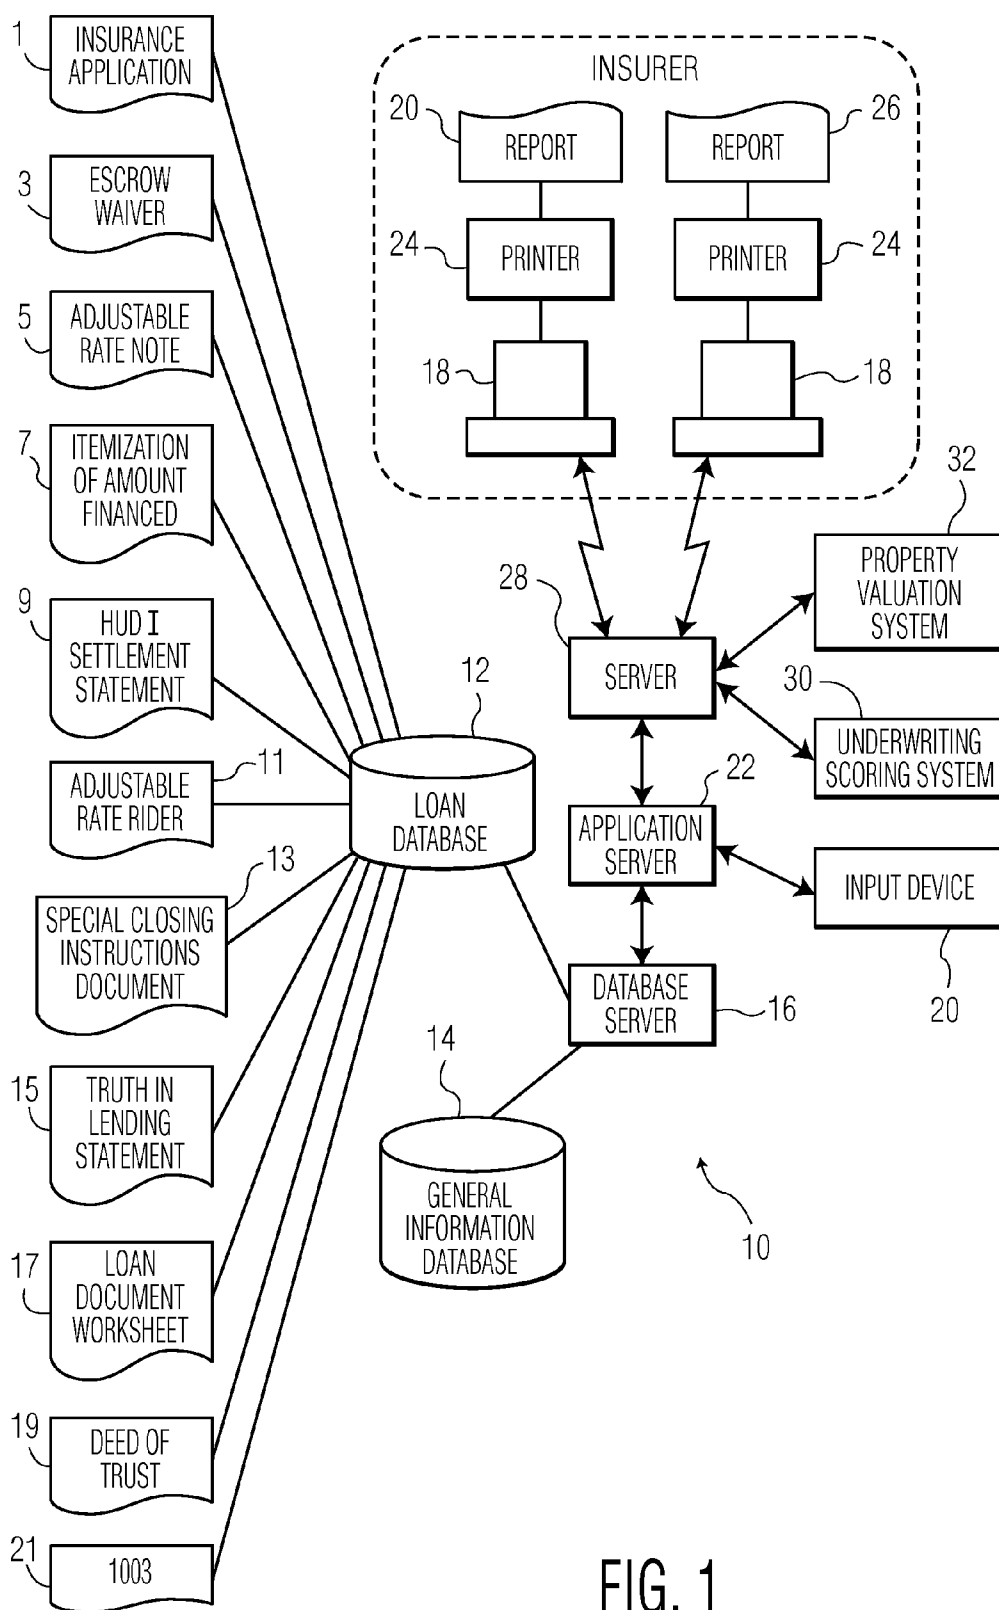 1
INSURANCE
APPLICATION
3
ESCROW
WAIVER
5
ADJUSTABLE
RATE NOTE
7
ITEMIZATION
OF AMOUNT
FINANCED
9
HUD I
SETTLEMENT
STATEMENT
11
ADJUSTABLE
RATE RIDER
13
SPECIAL CLOSING
INSTRUCTIONS
DOCUMENT
15
TRUTH IN
LENDING
STATEMENT
17
LOAN
DOCUMENT
WORKSHEET
19
DEED OF
TRUST
21
1003
12
LOAN
DATABASE
14
GENERAL
INFORMATION
DATABASE
INSURER
20
REPORT
26
REPORT
24
PRINTER
24
PRINTER
18
18
28
SERVER
32
PROPERTY
VALUATION
SYSTEM
30
UNDERWRITING
SCORING SYSTEM
22
APPLICATION
SERVER
INPUT DEVICE
20
DATABASE
SERVER
16
10
FIG. 1